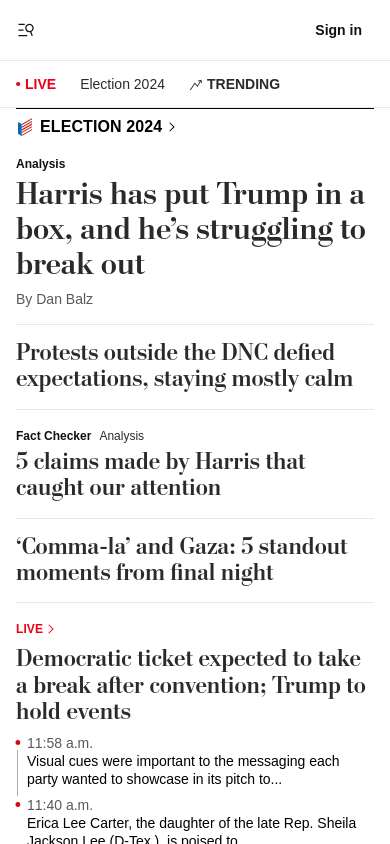 Sign in
LIVE Election 2024 TRENDING
ELECTION 2024
Analysis
Harris has put Trump in a
box, and he’s struggling to
break out
By Dan Balz
Protests outside the DNC defied
expectations, staying mostly calm
Fact Checker Analysis
5 claims made by Harris that
caught our attention
‘Comma-la’ and Gaza: 5 standout
moments from final night
LIVE
Democratic ticket expected to take
a break after convention; Trump to
hold events
11:58 a.m.
Visual cues were important to the messaging each
party wanted to showcase in its pitch to...
11:40 a.m.
Erica Lee Carter, the daughter of the late Rep. Sheila
Jackson Lee (D-Tex.), is poised to